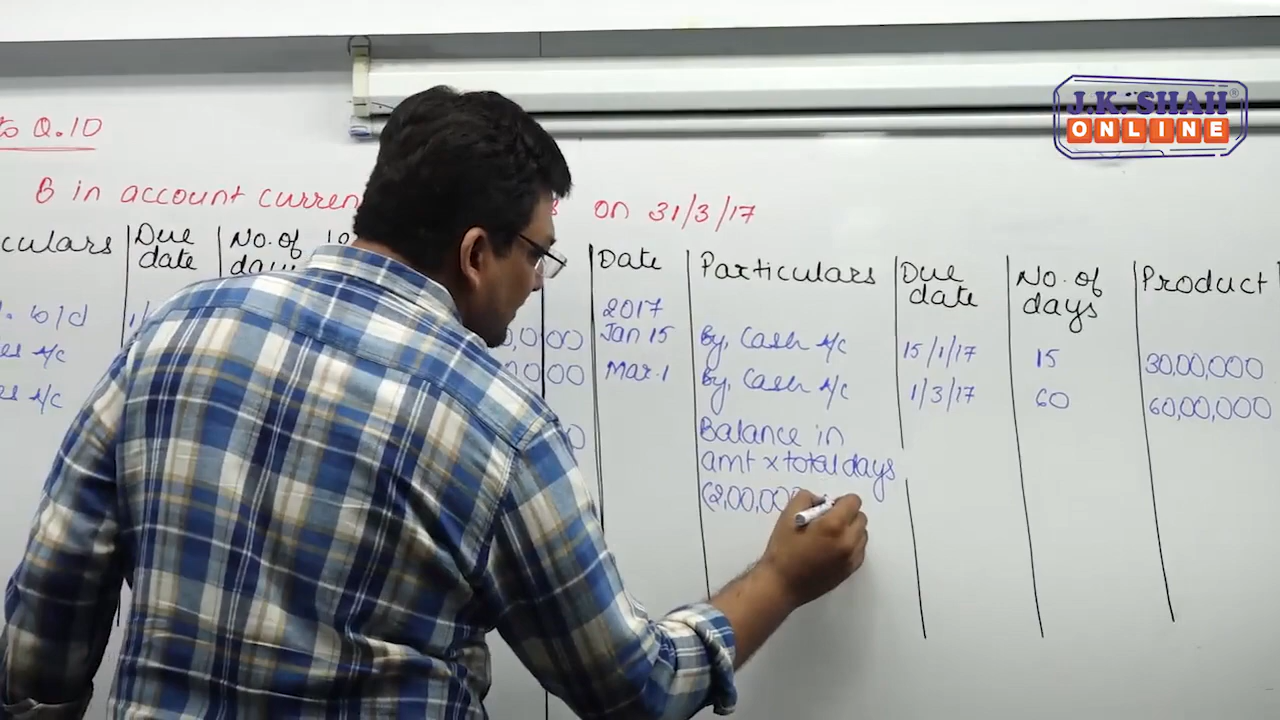 J.K. SHAH®
ONLINE
to Q.10
B in account curren on 31/3/17
culars Due date No. of days Date Particulars Due date No. of days Product
2017
. b/d Jan 15 By, Cash A/c 15/1/17 15 30,00,000
A/c Mar.1 By, Cash A/c 1/3/17 60 60,00,000
A/c Balance in
amt x total days
(2,00,00